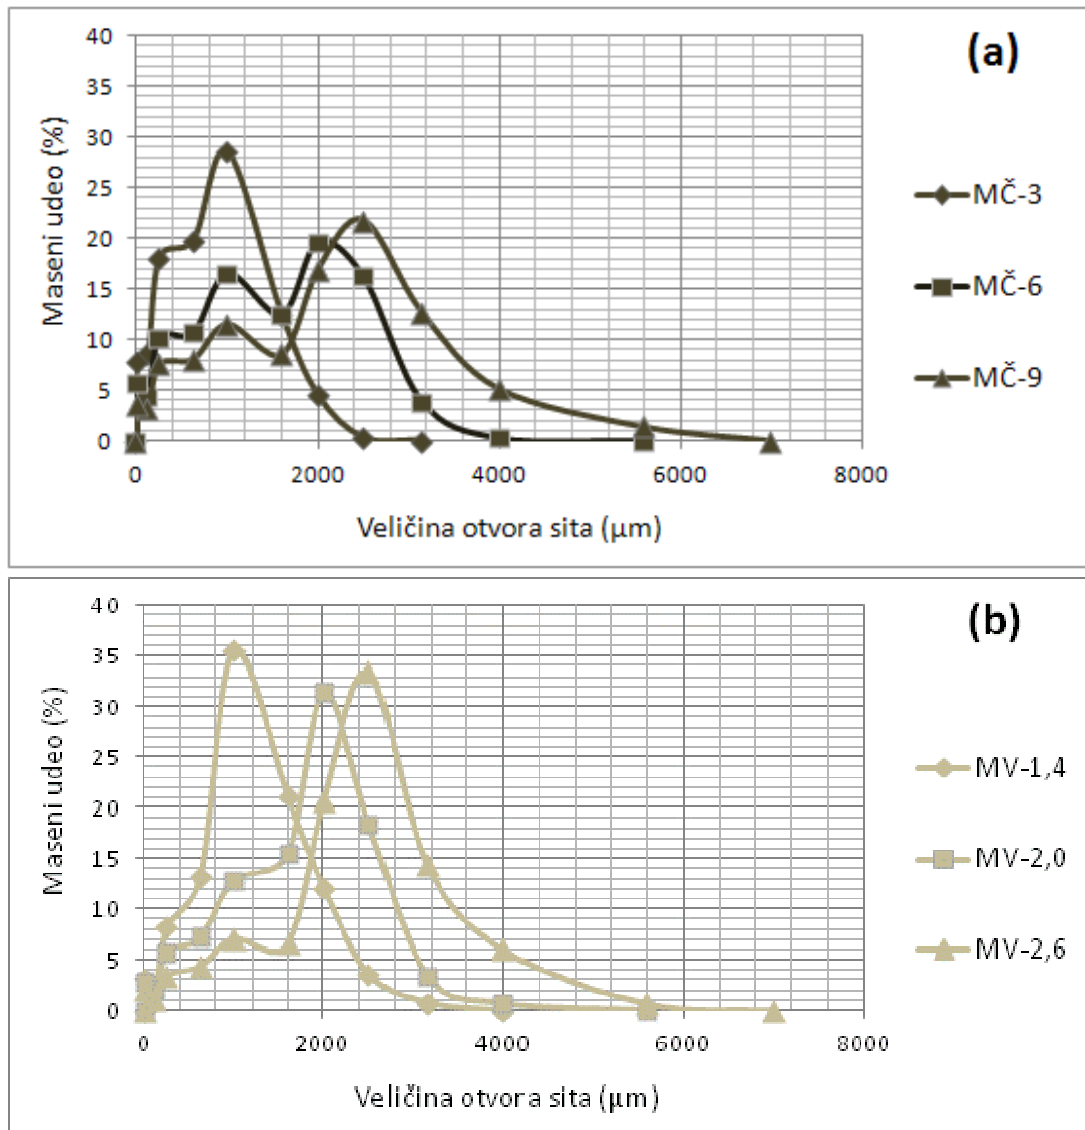 (a)
40
35
30
25
20
15
10
5
0
Maseni udeo (%)
0 2000 4000 6000 8000
Veličina otvora sita (µm)
MČ-3
MČ-6
MČ-9
(b)
40
35
30
25
20
15
10
5
0
Maseni udeo (%)
0 2000 4000 6000 8000
Veličina otvora sita (µm)
MV-1,4
MV-2,0
MV-2,6